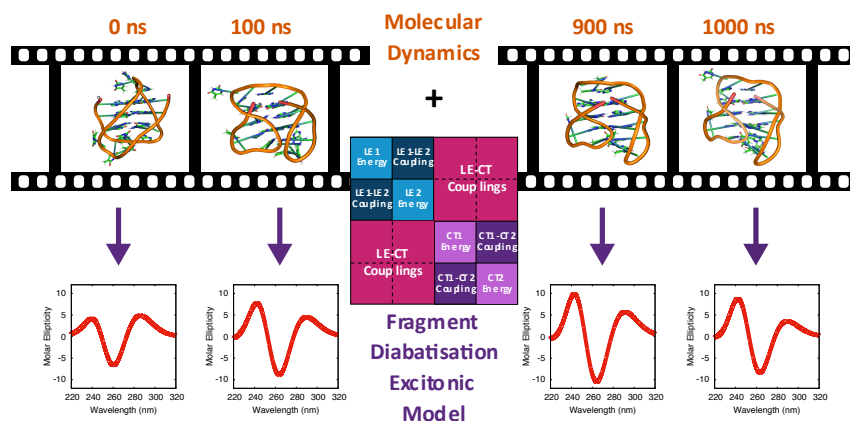 0 ns
100 ns
Molecular
Dynamics
900 ns
1000 ns
+
LE 1
Energy
LE 1-LE 2
Coupling
LE-CT
Couplings
LE 1-LE 2
Coupling
LE 2
Energy
LE-CT
Couplings
CT1
Energy
CT1-CT2
Coupling
CT1-CT2
Coupling
CT2
Energy
Fragment
Diabatisation
Excitonic
Model
Molar Ellipticity
10
5
0
-5
-10
220 240 260 280 300 320
Wavelength (nm)
Molar Ellipticity
10
5
0
-5
-10
220 240 260 280 300 320
Wavelength (nm)
Molar Ellipticity
10
5
0
-5
-10
220 240 260 280 300 320
Wavelength (nm)
Molar Ellipticity
10
5
0
-5
-10
220 240 260 280 300 320
Wavelength (nm)